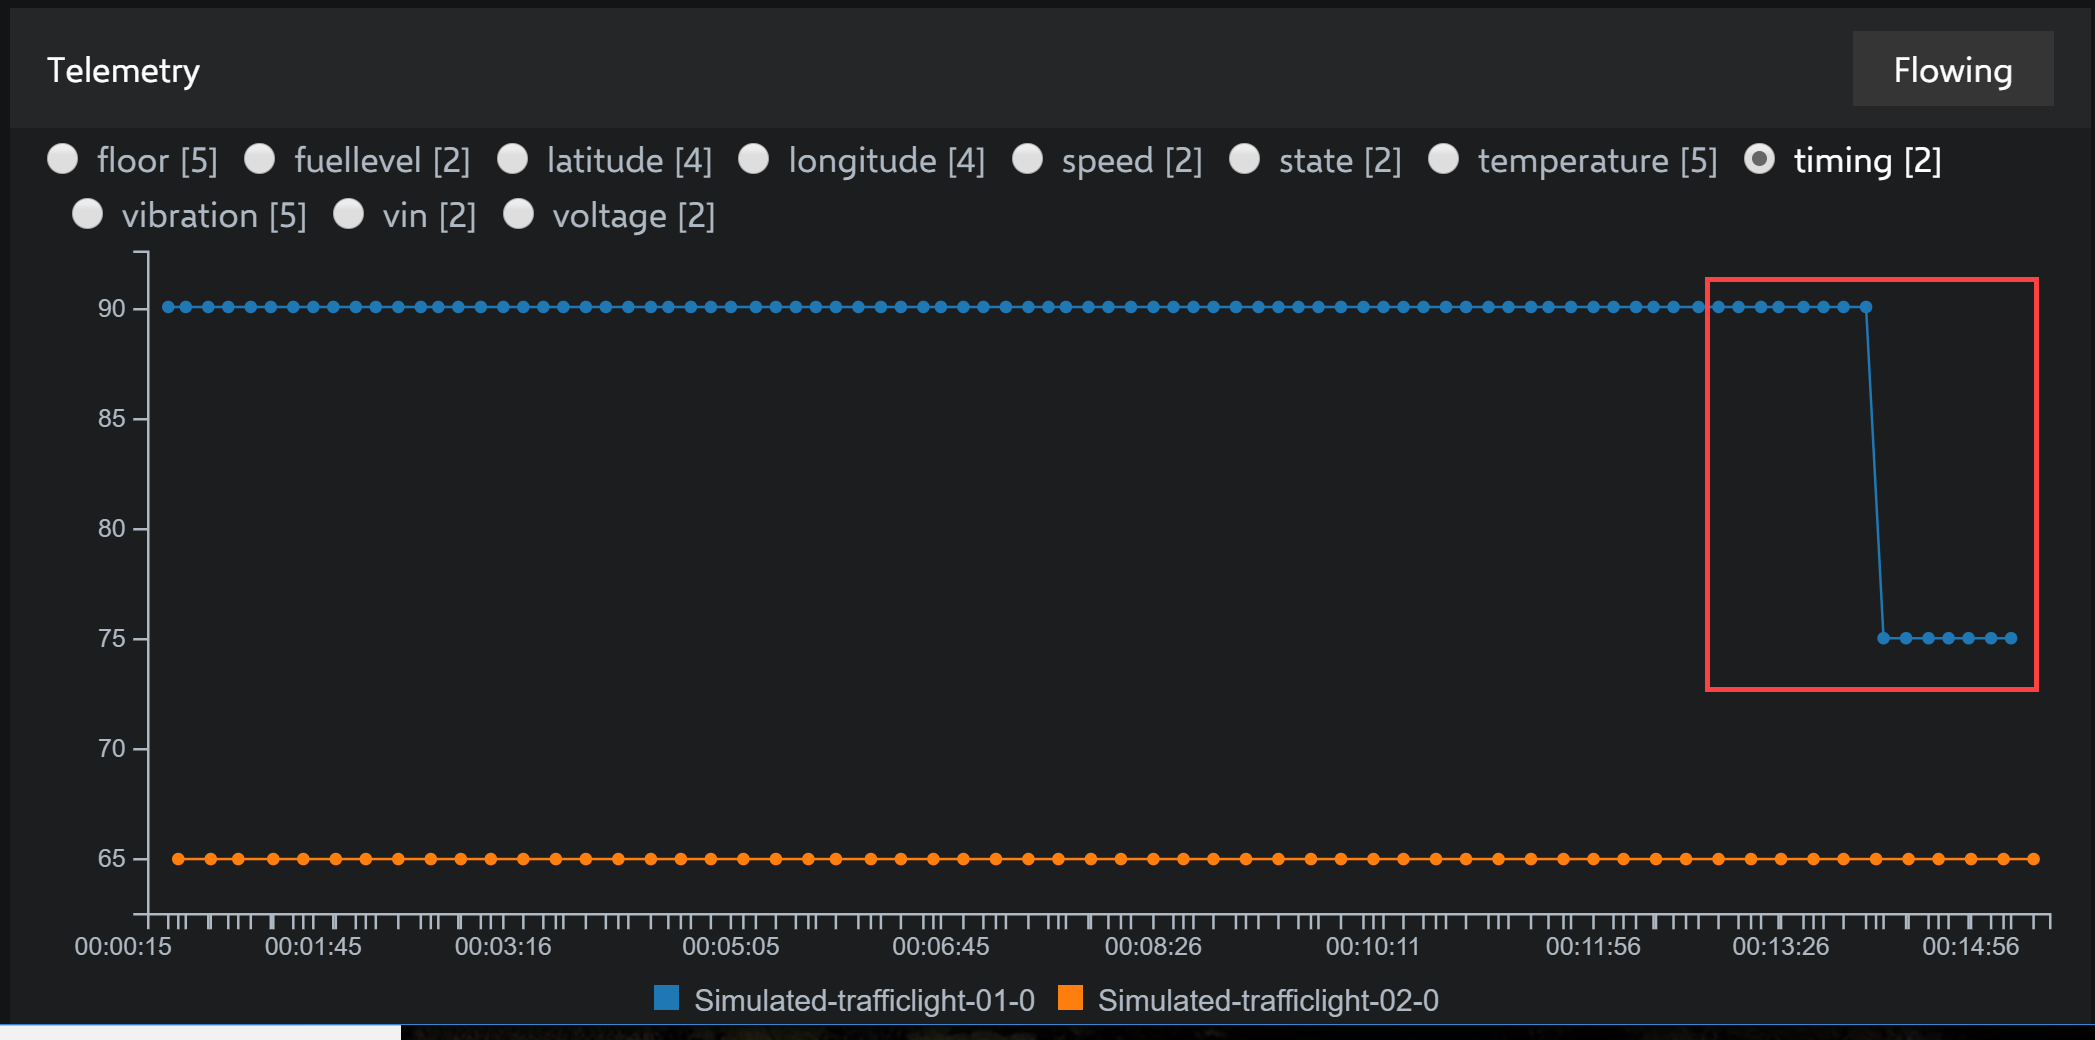 Telemetry Flowing
floor [5] fuellevel [2] latitude [4] longitude [4] speed [2] state [2] temperature [5] timing [2]
vibration [5] vin [2] voltage [2]
90
85
80
75
70
65
00:00:15 00:01:45 00:03:16 00:05:05 00:06:45 00:08:26 00:10:11 00:11:56 00:13:26 00:14:56
Simulated-trafficlight-01-0 Simulated-trafficlight-02-0